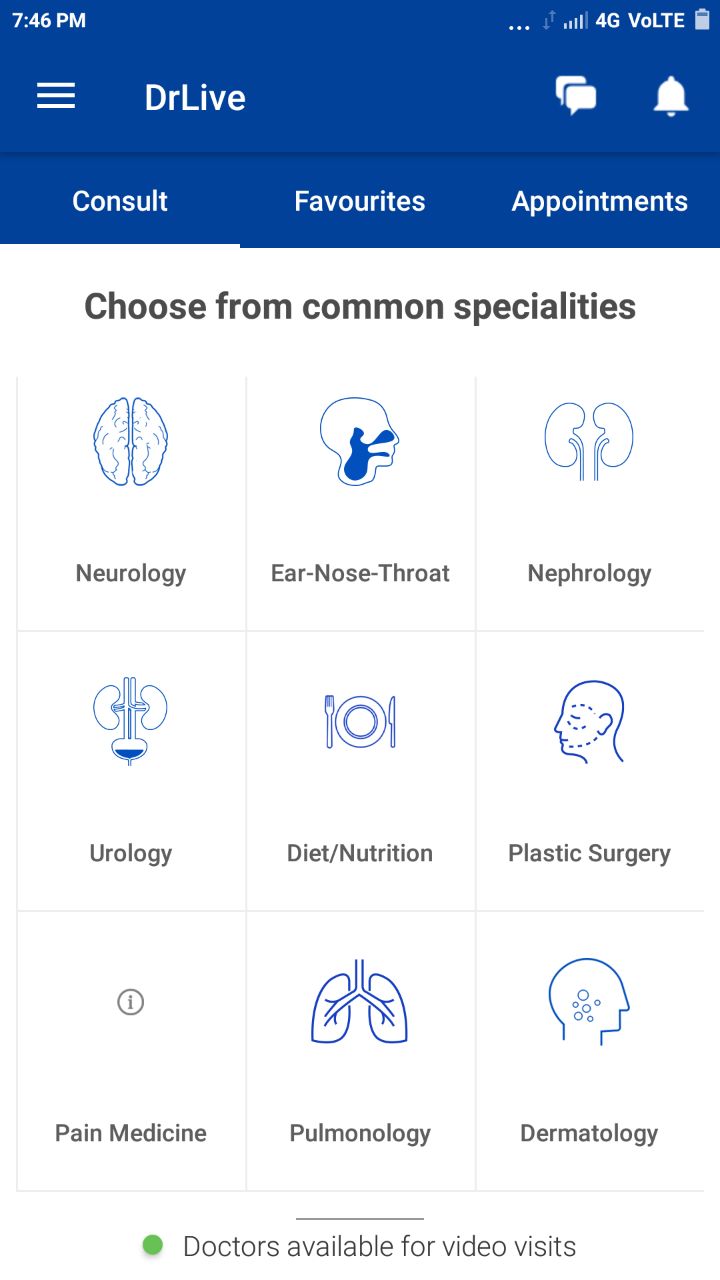 7:46 PM
... 4G VoLTE
DrLive
Consult Favourites Appointments
Choose from common specialities
Neurology Ear-Nose-Throat Nephrology
Urology Diet/Nutrition Plastic Surgery
Pain Medicine Pulmonology Dermatology
Doctors available for video visits